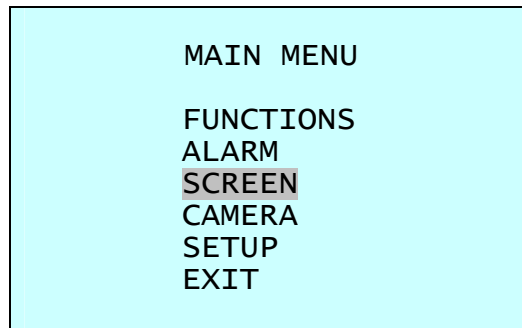 MAIN MENU
FUNCTIONS
ALARM
SCREEN
CAMERA
SETUP
EXIT